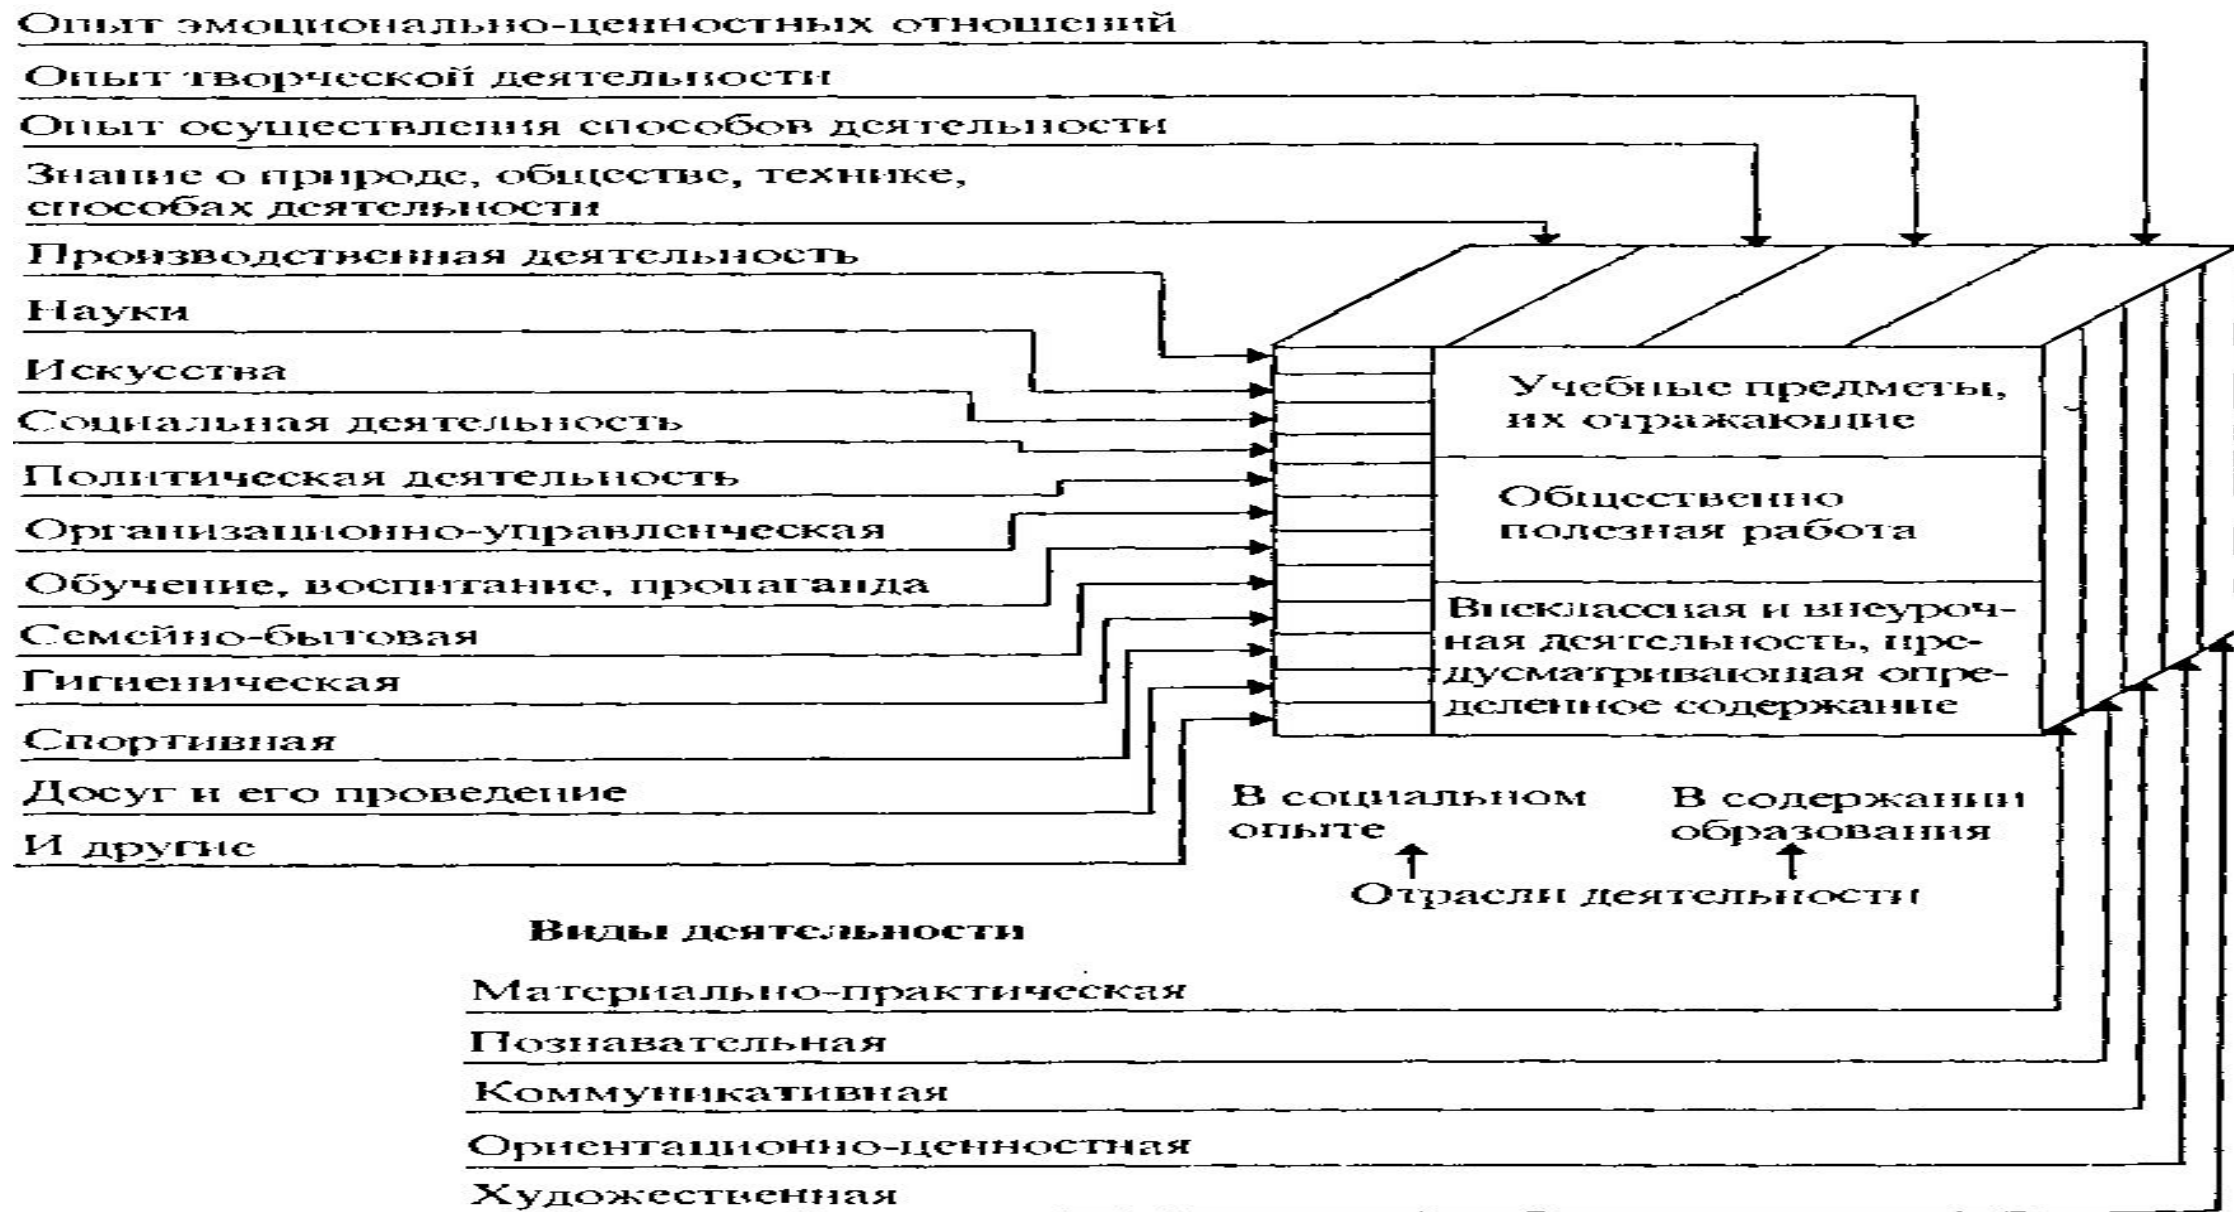 Опыт эмоционально-ценностных отношений
Опыт творческой деятельности
Опыт осуществления способов деятельности
Знание о природе, обществе, технике,
способах деятельности
Производственная деятельность
Науки
Искусства
Социальная деятельность
Политическая деятельность
Организационно-управленческая
Обучение, воспитание, пропаганда
Семейно-бытовая
Гигиеническая
Спортивная
Досуг и его проведение
И другие
Учебные предметы,
их отражающие
Общественно
полезная работа
Внеклассная и внеуроч-
ная деятельность, пре-
дусматривающая опре-
деленное содержание
В социальном
опыте
В содержании
образования
Отрасли деятельности
Виды деятельности
Материально-практическая
Познавательная
Коммуникативная
Ориентационно-ценностная
Художественная